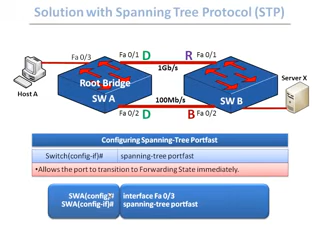 Solution with Spanning Tree Protocol (STP)
Fa 0/3
Fa 0/1 D
R Fa 0/1
1Gb/s
Root Bridge
SW A
SW B
Host A
Server X
100Mb/s
Fa 0/2 D
B Fa 0/2
Configuring Spanning-Tree Portfast
Switch(config-if)# spanning-tree portfast
•Allows the port to transition to Forwarding State immediately.
SWA(config)# interface Fa 0/3
SWA(config-if)# spanning-tree portfast